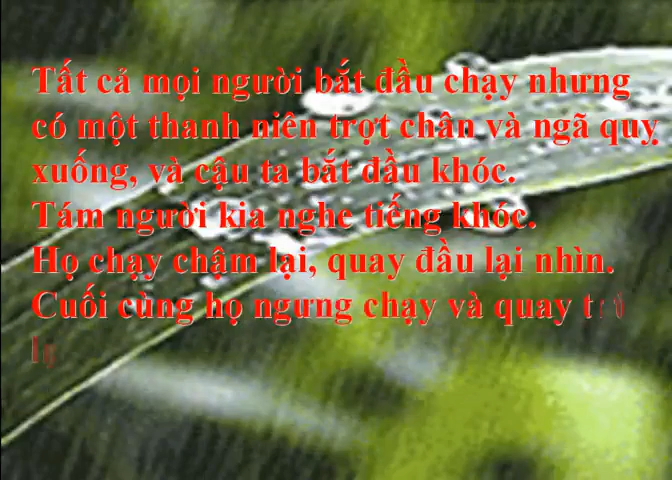 Tất cả mọi người bắt đầu chạy nhưng
có một thanh niên trợt chân và ngã quỵ
xuống, và cậu ta bắt đầu khóc.
Tám người kia nghe tiếng khóc.
Họ chạy chậm lại, quay đầu lại nhìn.
Cuối cùng họ ngưng chạy và quay trở